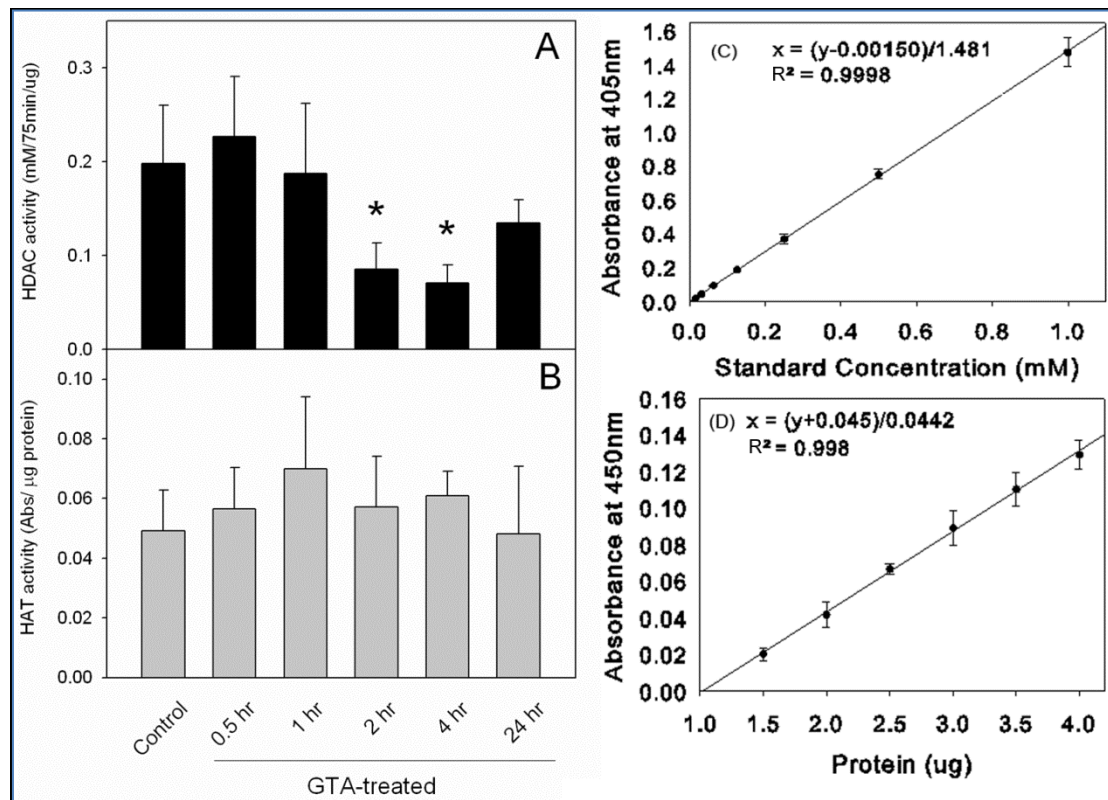 A
0.3
0.2
0.1
0.0
HDAC activity (mM/75min/ug)
*
*
B
0.10
0.08
0.06
0.04
0.02
0.00
HAT activity (Abs/ µg protein)
Control
0.5 hr
1 hr
2 hr
4 hr
24 hr
GTA-treated
(C) x = (y-0.00150)/1.481
R² = 0.9998
1.6
1.4
1.2
1.0
0.8
0.6
0.4
0.2
0.0
Absorbance at 405nm
0.0 0.2 0.4 0.6 0.8 1.0
Standard Concentration (mM)
(D) x = (y+0.045)/0.0442
R² = 0.998
0.16
0.14
0.12
0.10
0.08
0.06
0.04
0.02
0.00
Absorbance at 450nm
1.0 1.5 2.0 2.5 3.0 3.5 4.0
Protein (ug)